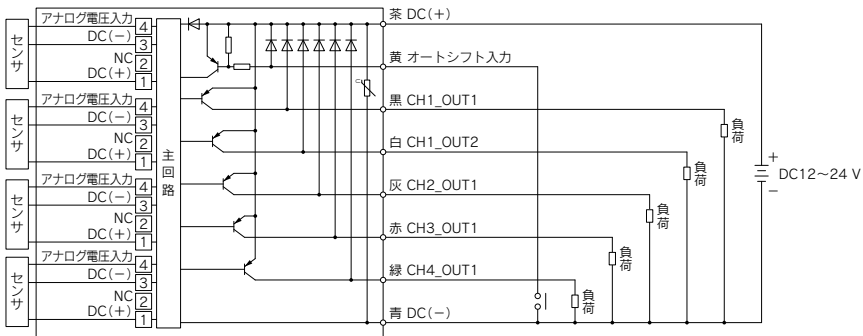 センサ
アナログ電圧入力 4
DC(−) 3
NC 2
DC(+) 1
センサ
アナログ電圧入力 4
DC(−) 3
NC 2
DC(+) 1
センサ
アナログ電圧入力 4
DC(−) 3
NC 2
DC(+) 1
センサ
アナログ電圧入力 4
DC(−) 3
NC 2
DC(+) 1
主回路
茶 DC(+)
黄 オートシフト入力
黒 CH1_OUT1
白 CH1_OUT2
灰 CH2_OUT1
赤 CH3_OUT1
緑 CH4_OUT1
青 DC(−)
負荷
負荷
負荷
負荷
負荷
+
DC12～24 V
−